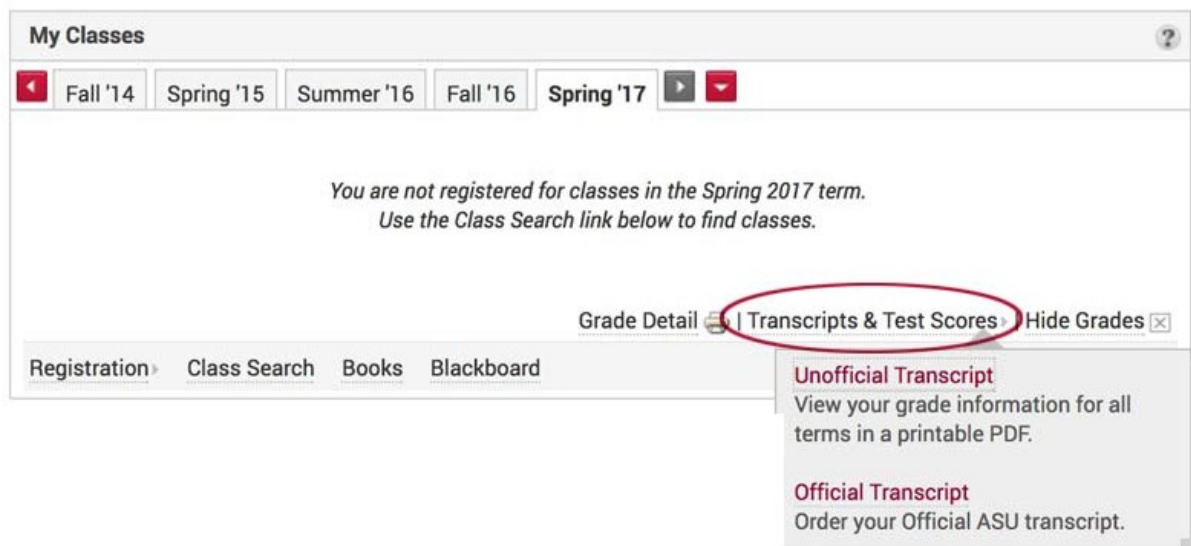 My Classes ?
Fall '14 Spring '15 Summer '16 Fall '16 Spring '17
You are not registered for classes in the Spring 2017 term.
Use the Class Search link below to find classes.
Grade Detail | Transcripts & Test Scores | Hide Grades
Registration Class Search Books Blackboard
Unofficial Transcript
View your grade information for all
terms in a printable PDF.
Official Transcript
Order your Official ASU transcript.